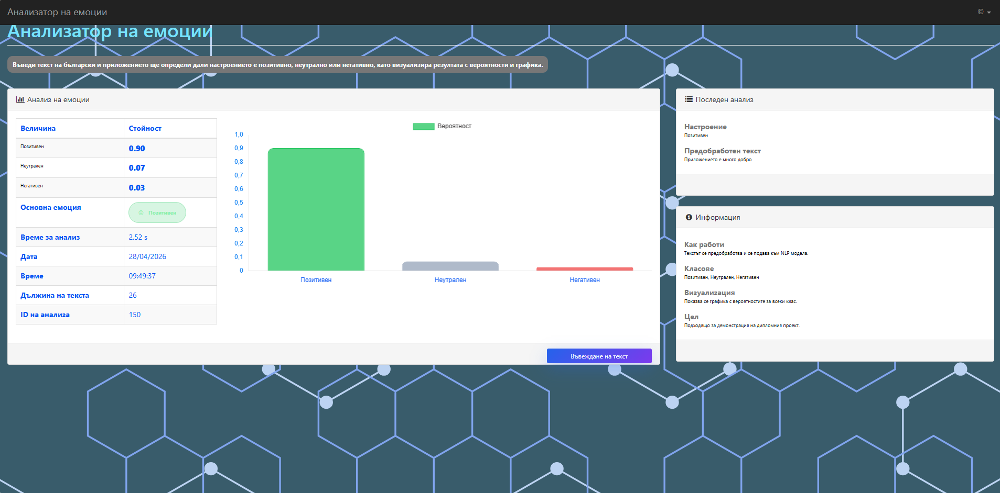 Анализатор на емоции
©
Анализатор на емоции
Въведи текст на български и приложението ще определи дали настроението е позитивно, неутрално или негативно, като визуализира резултата с вероятности и графика.
Анализ на емоции
Величина Стойност
Позитивен 0.90
Неутрален 0.07
Негативен 0.03
Основна емоция Позитивен
Време за анализ 2.52 s
Дата 28/04/2026
Време 09:49:37
Дължина на текста 26
ID на анализа 150
Вероятност
1,0
0,9
0,8
0,7
0,6
0,5
0,4
0,3
0,2
0,1
0
Позитивен Неутрален Негативен
Въвеждане на текст
Последен анализ
Настроение
Позитивен
Предобработен текст
Приложението е много добро
Информация
Как работи
Текстът се предобработва и се подава към NLP модела.
Класове
Позитивен, Неутрален, Негативен
Визуализация
Показва се графика с вероятностите за всеки клас.
Цел
Подходящо за демонстрация на дипломния проект.